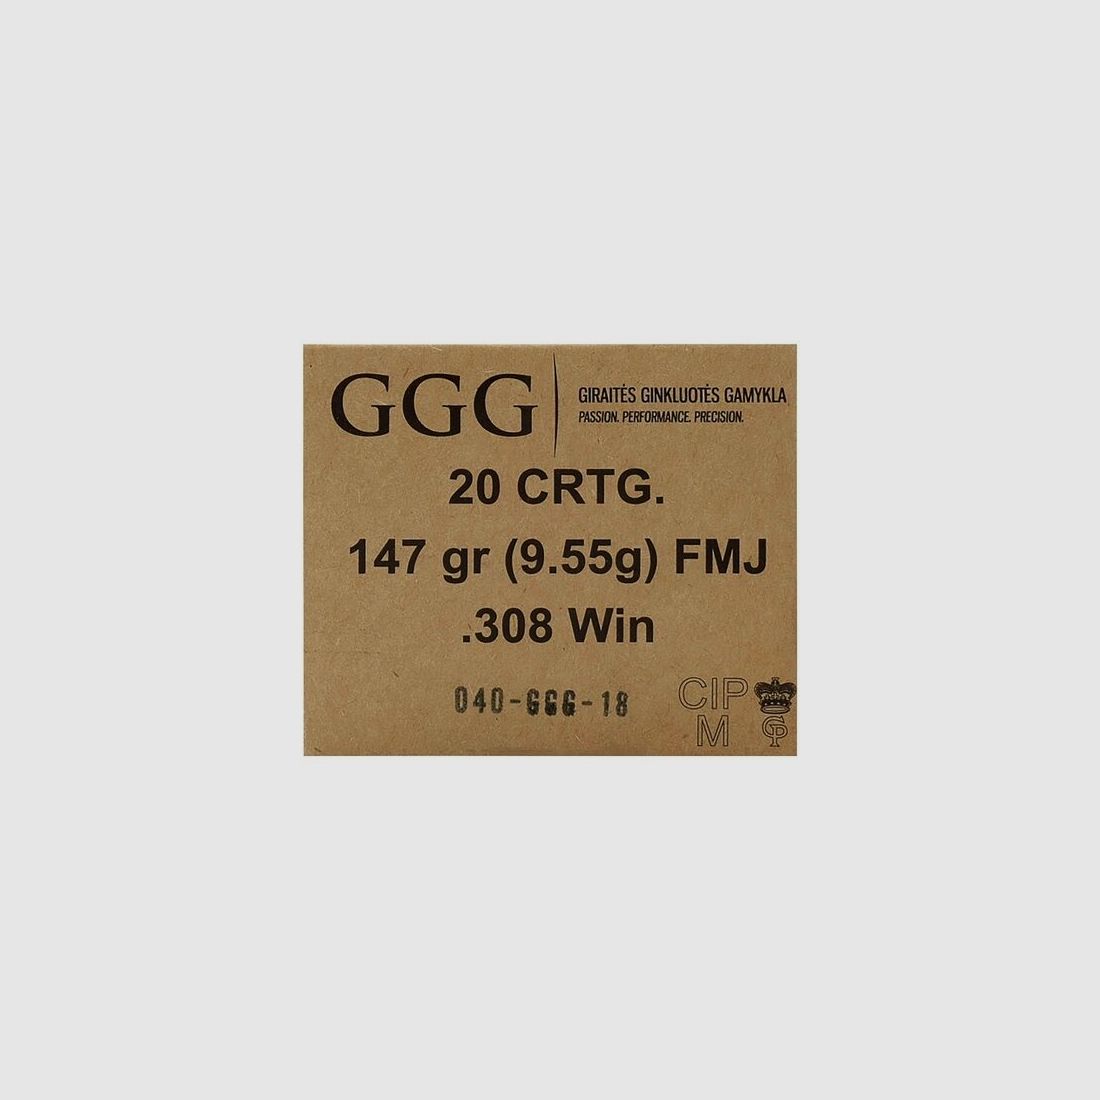 GGG
GIRAITĖS GINKLUOTĖS GAMYKLA
PASSION. PERFORMANCE. PRECISION.
20 CRTG.
147 gr (9.55g) FMJ
.308 Win
040-GGG-18
CIP
M
GP